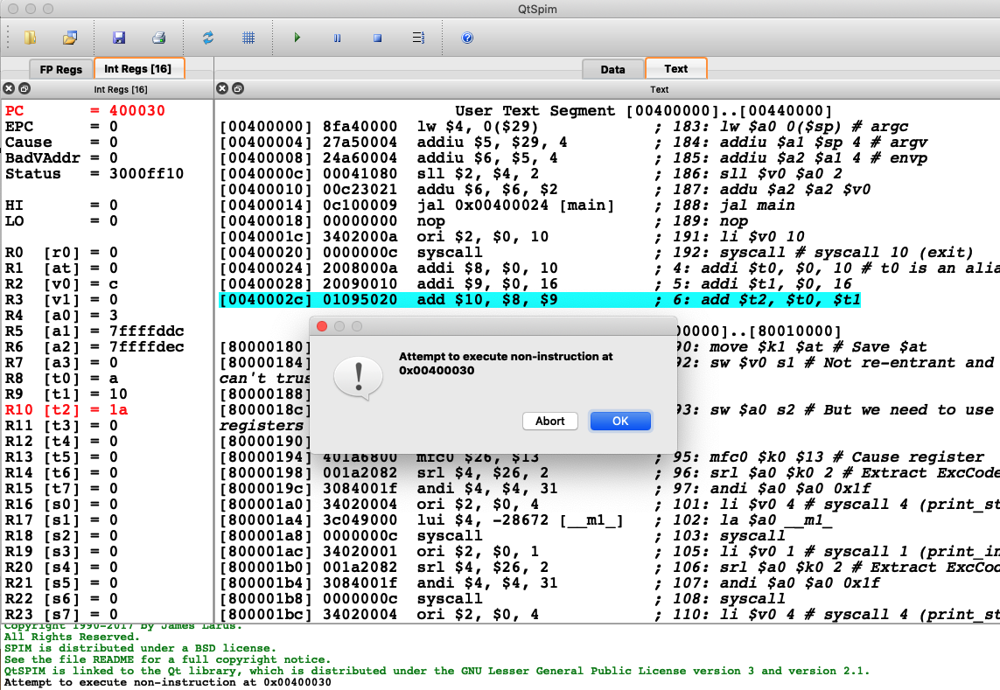 QtSpim
FP Regs
Int Regs [16]
Data
Text
Int Regs [16]
Text
PC = 400030
EPC = 0
Cause = 0
BadVAddr = 0
Status = 3000ff10
HI = 0
LO = 0
R0 [r0] = 0
R1 [at] = 0
R2 [v0] = c
R3 [v1] = 0
R4 [a0] = 3
R5 [a1] = 7ffffddc
R6 [a2] = 7ffffdec
R7 [a3] = 0
R8 [t0] = a
R9 [t1] = 10
R10 [t2] = 1a
R11 [t3] = 0
R12 [t4] = 0
R13 [t5] = 0
R14 [t6] = 0
R15 [t7] = 0
R16 [s0] = 0
R17 [s1] = 0
R18 [s2] = 0
R19 [s3] = 0
R20 [s4] = 0
R21 [s5] = 0
R22 [s6] = 0
R23 [s7] = 0
User Text Segment [00400000]..[00440000]
[00400000] 8fa40000 lw $4, 0($29) ; 183: lw $a0 0($sp) # argc
[00400004] 27a50004 addiu $5, $29, 4 ; 184: addiu $a1 $sp 4 # argv
[00400008] 24a60004 addiu $6, $5, 4 ; 185: addiu $a2 $a1 4 # envp
[0040000c] 00041080 sll $2, $4, 2 ; 186: sll $v0 $a0 2
[00400010] 00c23021 addu $6, $6, $2 ; 187: addu $a2 $a2 $v0
[00400014] 0c100009 jal 0x00400024 [main] ; 188: jal main
[00400018] 00000000 nop ; 189: nop
[0040001c] 3402000a ori $2, $0, 10 ; 191: li $v0 10
[00400020] 0000000c syscall ; 192: syscall # syscall 10 (exit)
[00400024] 2008000a addi $8, $0, 10 ; 4: addi $t0, $0, 10 # t0 is an alia
[00400028] 20090010 addi $9, $0, 16 ; 5: addi $t1, $0, 16
[0040002c] 01095020 add $10, $8, $9 ; 6: add $t2, $t0, $t1
00000]..[80010000]
[80000180] 90: move $k1 $at # Save $at
[80000184] 92: sw $v0 s1 # Not re-entrant and
can't trus
[80000188]
[8000018c] 93: sw $a0 s2 # But we need to use
registers
[80000190]
[80000194] 401a6800 mfc0 $26, $13 ; 95: mfc0 $k0 $13 # Cause register
[80000198] 001a2082 srl $4, $26, 2 ; 96: srl $a0 $k0 2 # Extract ExcCode
[8000019c] 3084001f andi $4, $4, 31 ; 97: andi $a0 $a0 0x1f
[800001a0] 34020004 ori $2, $0, 4 ; 101: li $v0 4 # syscall 4 (print_st
[800001a4] 3c049000 lui $4, -28672 [__m1_] ; 102: la $a0 __m1_
[800001a8] 0000000c syscall ; 103: syscall
[800001ac] 34020001 ori $2, $0, 1 ; 105: li $v0 1 # syscall 1 (print_in
[800001b0] 001a2082 srl $4, $26, 2 ; 106: srl $a0 $k0 2 # Extract ExcCod
[800001b4] 3084001f andi $4, $4, 31 ; 107: andi $a0 $a0 0x1f
[800001b8] 0000000c syscall ; 108: syscall
[800001bc] 34020004 ori $2, $0, 4 ; 110: li $v0 4 # syscall 4 (print_st
Attempt to execute non-instruction at
0x00400030
Abort
OK
Copyright 1990-2017 by James Larus.
All Rights Reserved.
SPIM is distributed under a BSD license.
See the file README for a full copyright notice.
QtSPIM is linked to the Qt library, which is distributed under the GNU Lesser General Public License version 3 and version 2.1.
Attempt to execute non-instruction at 0x00400030